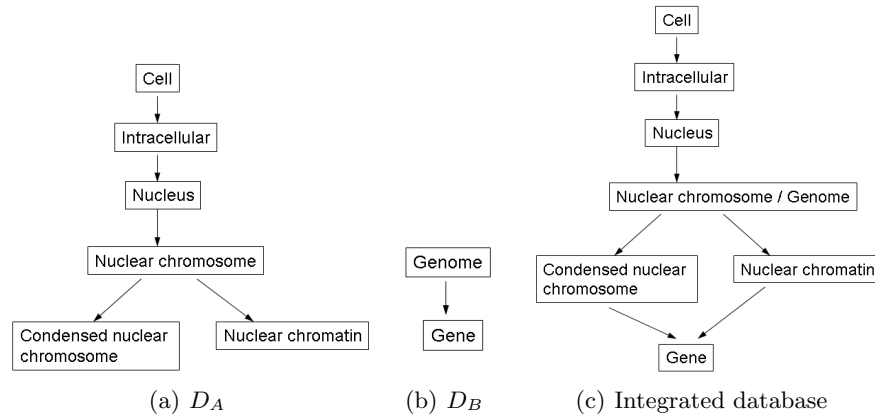 Cell
Intracellular
Nucleus
Nuclear chromosome
Condensed nuclear
chromosome
Nuclear chromatin
(a) D_A
Genome
Gene
(b) D_B
Cell
Intracellular
Nucleus
Nuclear chromosome / Genome
Condensed nuclear
chromosome
Nuclear chromatin
Gene
(c) Integrated database